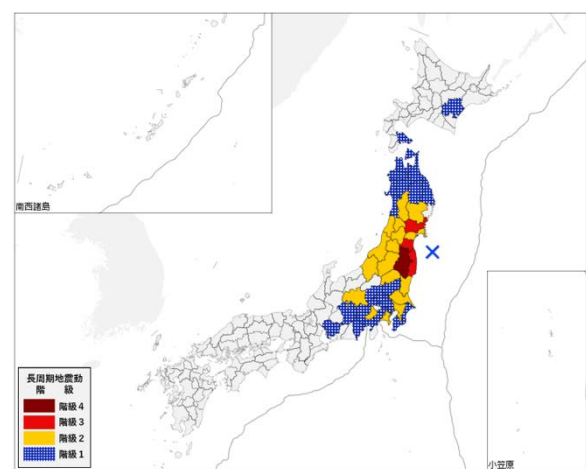 南西諸島
長周期地震動
階　級
階級４
階級３
階級２
階級１
小笠原